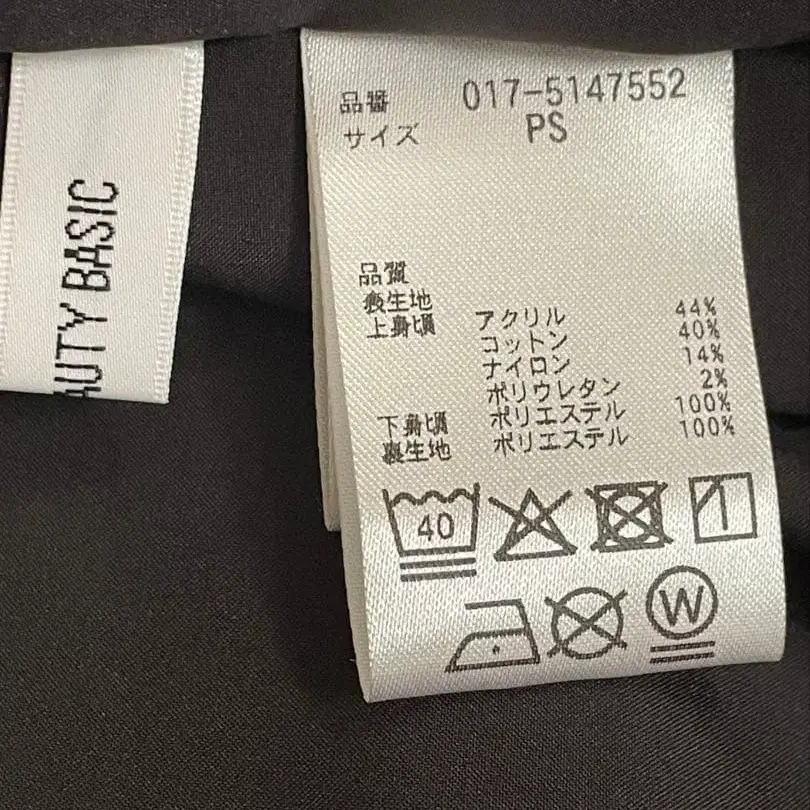 AUTY BASIC
品番 017-5147552
サイズ PS
品質
表生地
上身頃 アクリル 44%
コットン 40%
ナイロン 14%
ポリウレタン 2%
下身頃 ポリエステル 100%
裏生地 ポリエステル 100%
40
W